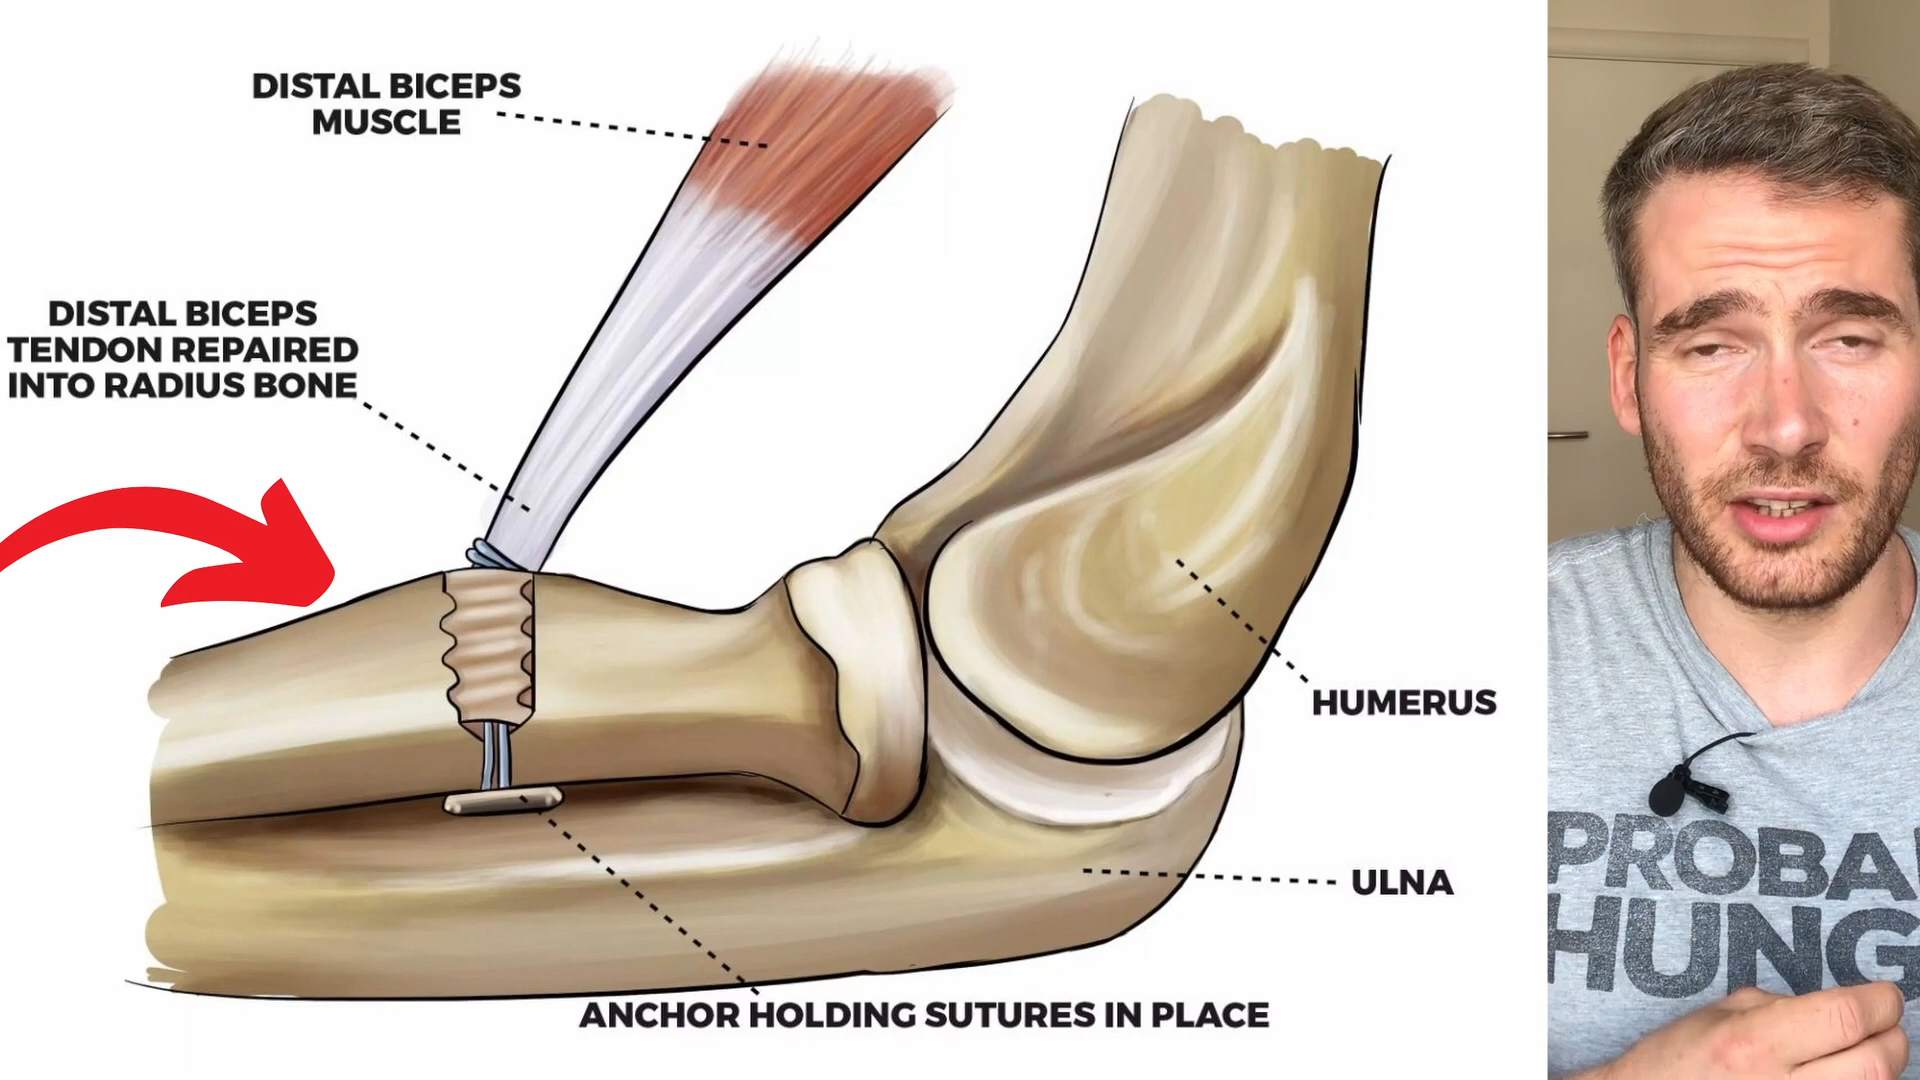 DISTAL BICEPS
MUSCLE
DISTAL BICEPS
TENDON REPAIRED
INTO RADIUS BONE
HUMERUS
ULNA
ANCHOR HOLDING SUTURES IN PLACE
PROBA
HUNG